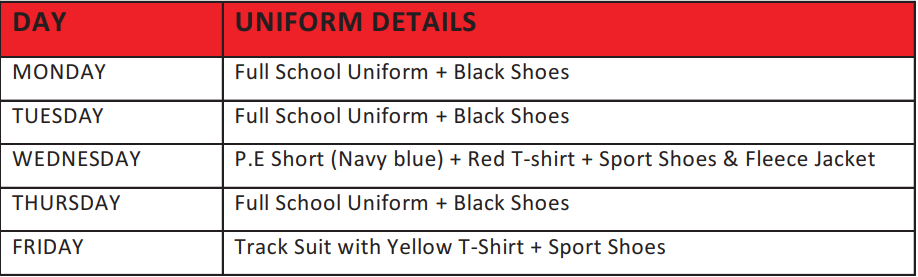 DAY UNIFORM DETAILS
MONDAY Full School Uniform + Black Shoes
TUESDAY Full School Uniform + Black Shoes
WEDNESDAY P.E Short (Navy blue) + Red T-shirt + Sport Shoes & Fleece Jacket
THURSDAY Full School Uniform + Black Shoes
FRIDAY Track Suit with Yellow T-Shirt + Sport Shoes